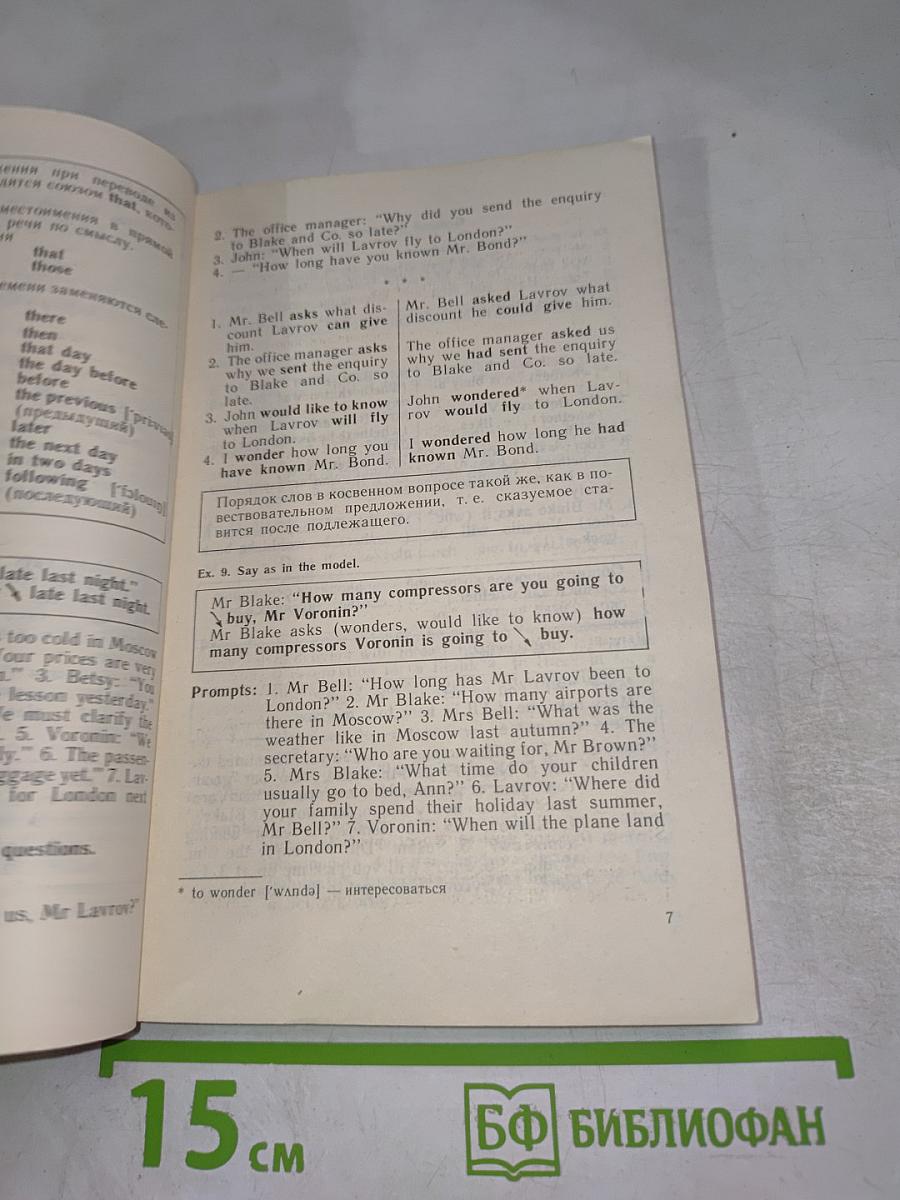 ения при переводе из
дится союзом that, кото-
местоимения в прямой
речи по смыслу.
that
those
емени заменяются сле-
there
then
that day
the day before
before
the previous
(предыдущий)
later
the next day
in two days
following
(последующий)
late last night."
late last night.
too cold in Moscow
Your prices are very
3. Betsy: "You
lesson yesterday."
We must clarify the
5. Voronin: "We
ly." 6. The passen-
ggage yet." 7. Lav-
for London next
questions.
us, Mr Lavrov?"
2. The office manager: "Why did you send the enquiry
to Blake and Co. so late?"
3. John: "When will Lavrov fly to London?"
4. — "How long have you known Mr. Bond?"
* * *
1. Mr. Bell asks what dis-
count Lavrov can give
him.
2. The office manager asks
why we sent the enquiry
to Blake and Co. so
late.
3. John would like to know
when Lavrov will fly
to London.
4. I wonder how long you
have known Mr. Bond.
Mr. Bell asked Lavrov what
discount he could give him.
The office manager asked us
why we had sent the enquiry
to Blake and Co. so late.
John wondered* when Lav-
rov would fly to London.
I wondered how long he had
known Mr. Bond.
Порядок слов в косвенном вопросе такой же, как в по-
вествовательном предложении, т. е. сказуемое ста-
вится после подлежащего.
Ex. 9. Say as in the model.
Mr Blake: "How many compressors are you going to
↘ buy, Mr Voronin?"
Mr Blake asks (wonders, would like to know) how
many compressors Voronin is going to ↘ buy.
Prompts: 1. Mr Bell: "How long has Mr Lavrov been to
London?" 2. Mr Blake: "How many airports are
there in Moscow?" 3. Mrs Bell: "What was the
weather like in Moscow last autumn?" 4. The
secretary: "Who are you waiting for, Mr Brown?"
5. Mrs Blake: "What time do your children
usually go to bed, Ann?" 6. Lavrov: "Where did
your family spend their holiday last summer,
Mr Bell?" 7. Voronin: "When will the plane land
in London?"
* to wonder ['wʌndə] — интересоваться
7
15 см
БФ БИБЛИОФАН